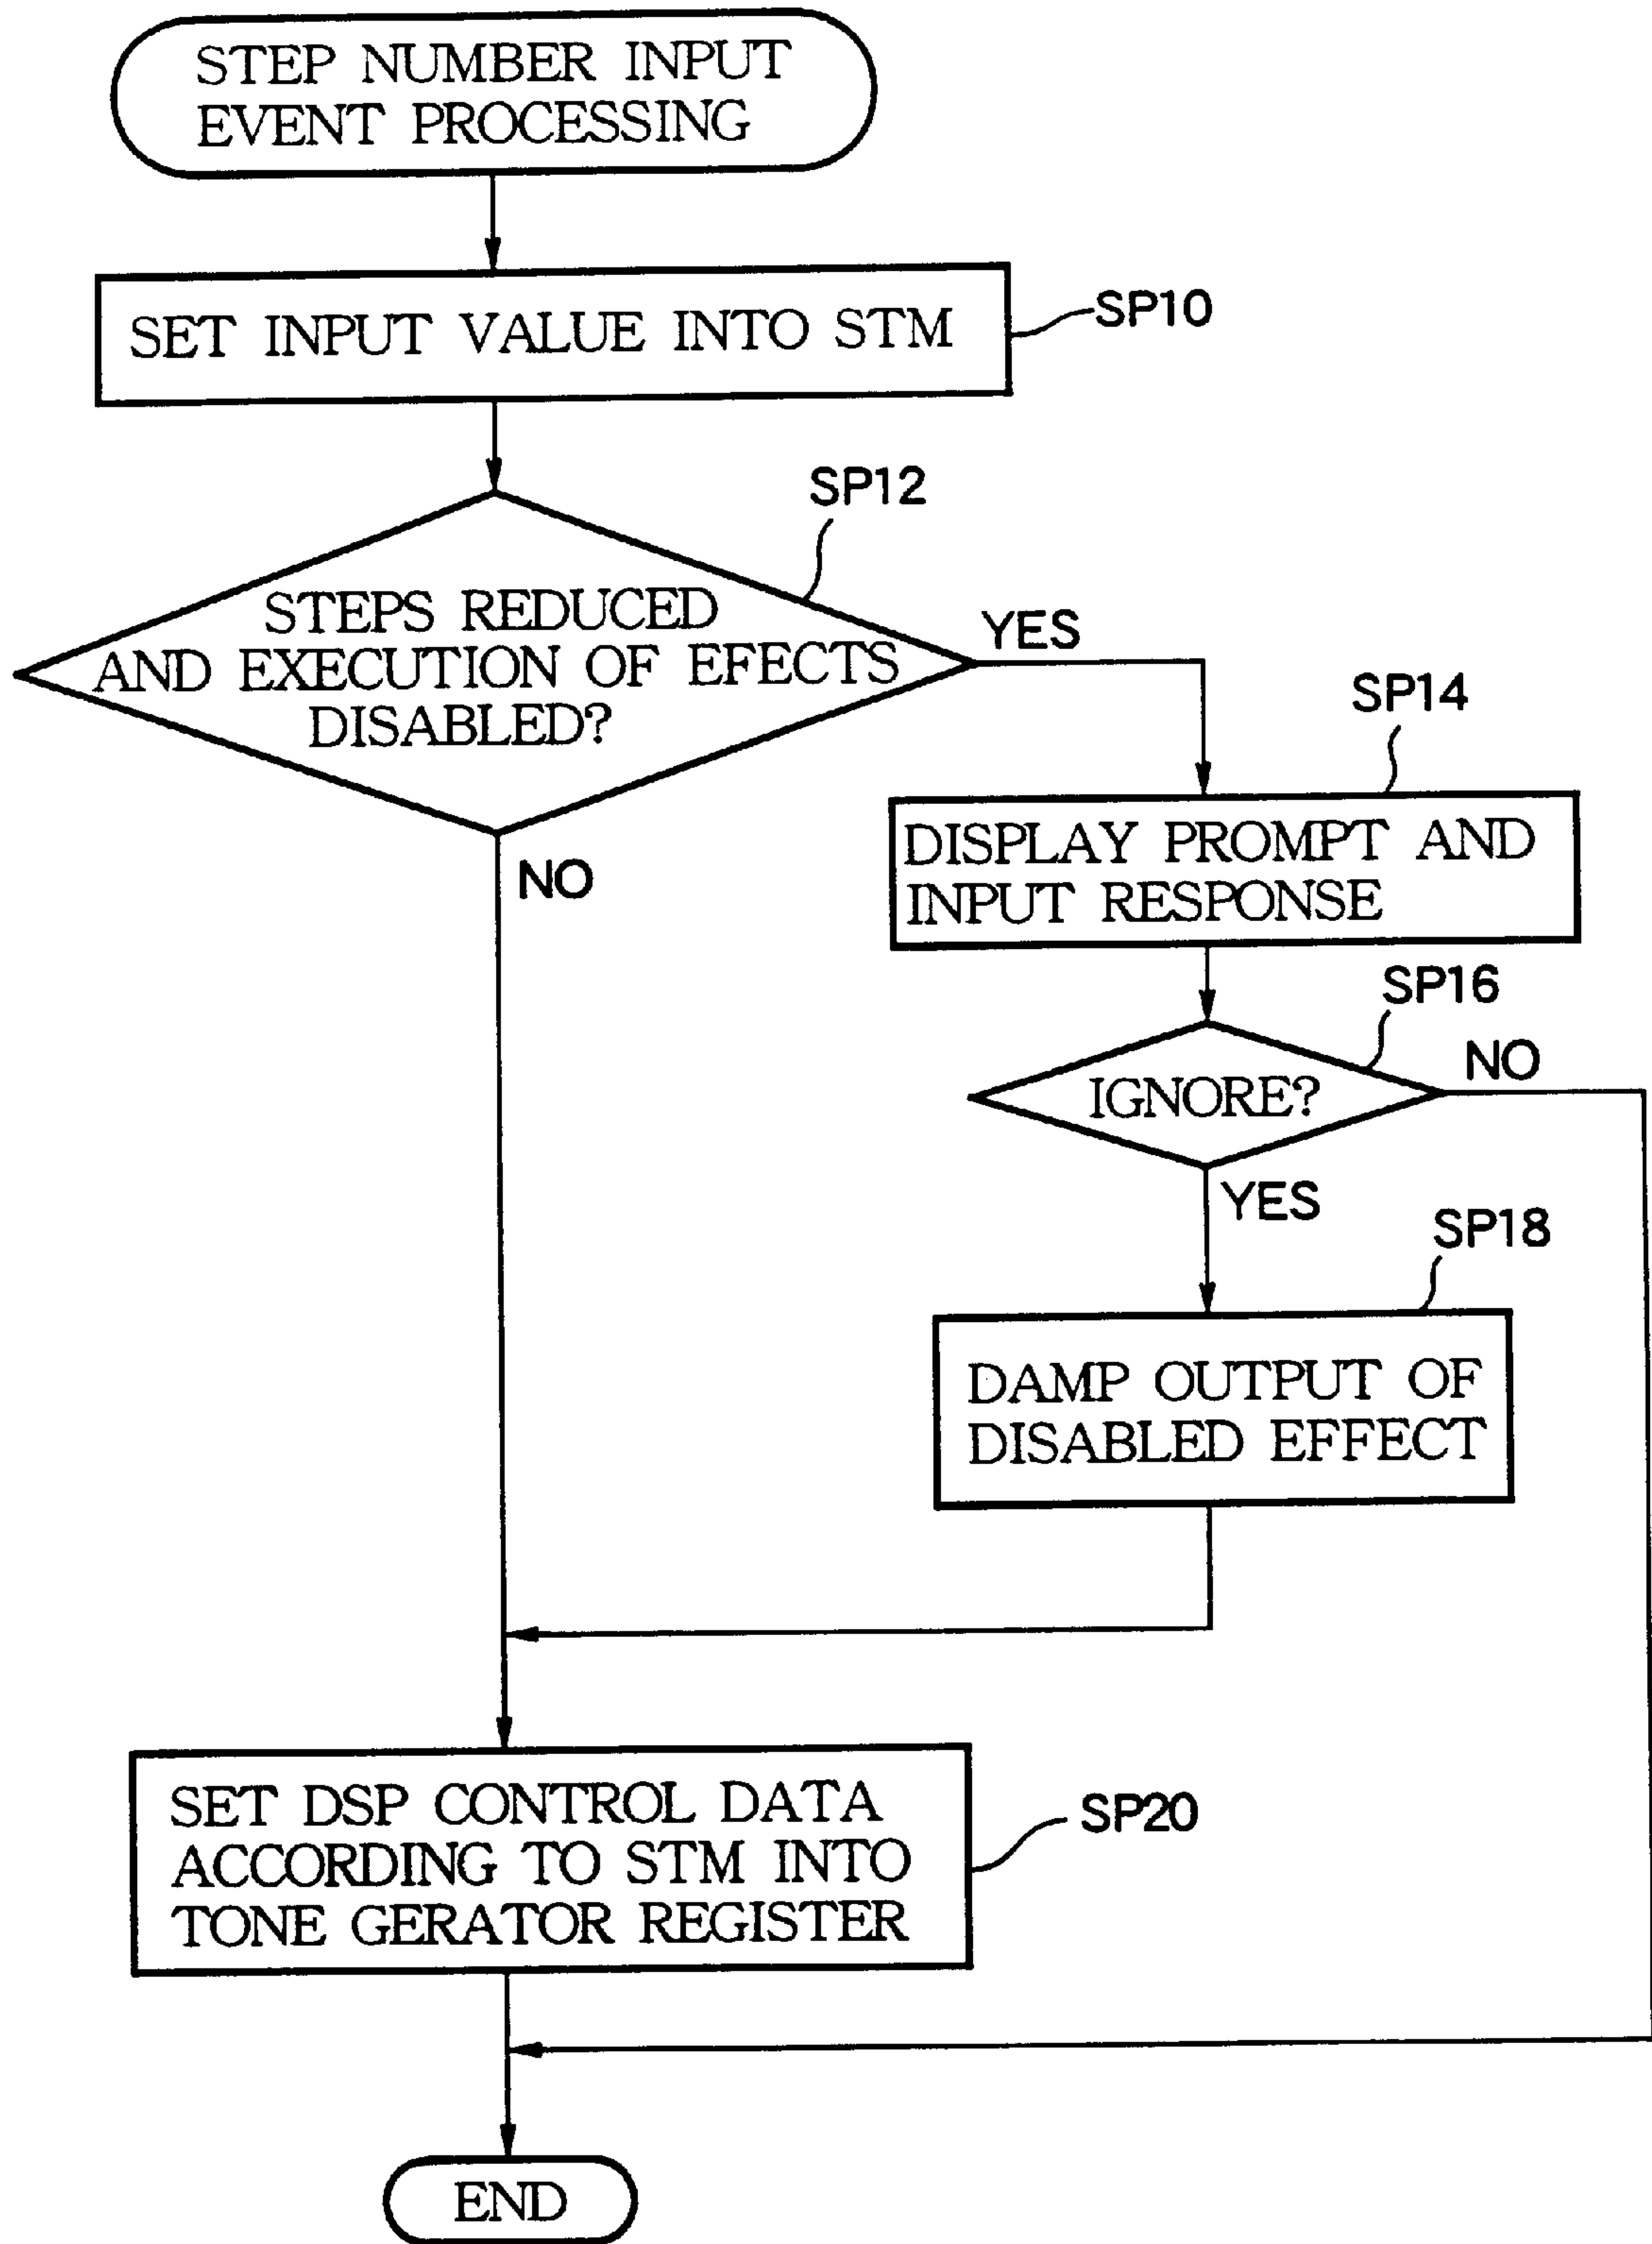 STEP NUMBER INPUT
EVENT PROCESSING
SET INPUT VALUE INTO STM
SP10
SP12
STEPS REDUCED
AND EXECUTION OF EFECTS
DISABLED?
YES
NO
SP14
DISPLAY PROMPT AND
INPUT RESPONSE
SP16
IGNORE?
NO
YES
SP18
DAMP OUTPUT OF
DISABLED EFFECT
SET DSP CONTROL DATA
ACCORDING TO STM INTO
TONE GERATOR REGISTER
SP20
END